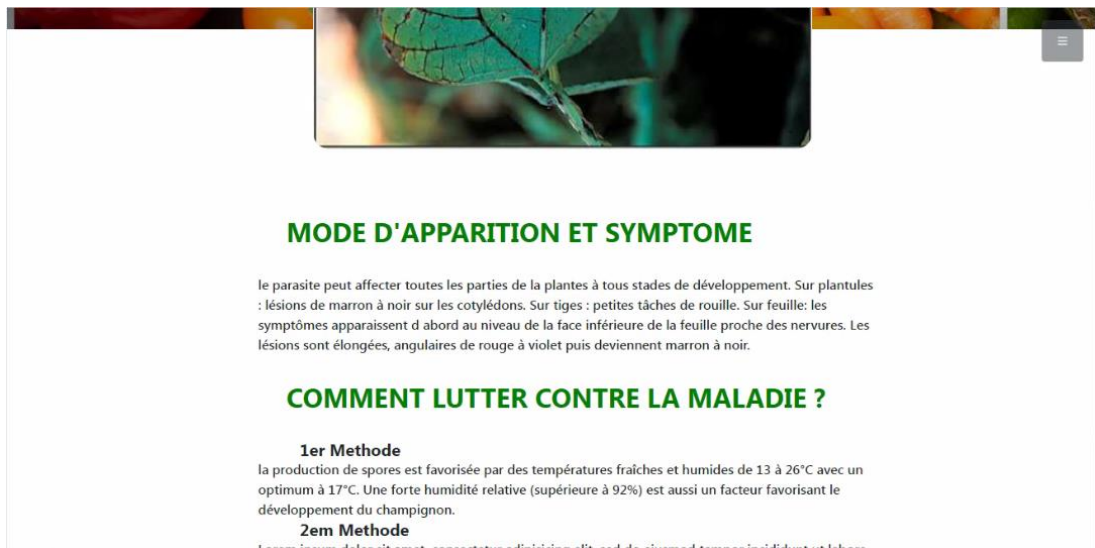 MODE D'APPARITION ET SYMPTOME
le parasite peut affecter toutes les parties de la plantes à tous stades de développement. Sur plantules
: lésions de marron à noir sur les cotylédons. Sur tiges : petites tâches de rouille. Sur feuille: les
symptômes apparaissent d abord au niveau de la face inférieure de la feuille proche des nervures. Les
lésions sont élongées, angulaires de rouge à violet puis deviennent marron à noir.
COMMENT LUTTER CONTRE LA MALADIE ?
1er Methode
la production de spores est favorisée par des températures fraîches et humides de 13 à 26°C avec un
optimum à 17°C. Une forte humidité relative (supérieure à 92%) est aussi un facteur favorisant le
développement du champignon.
2em Methode